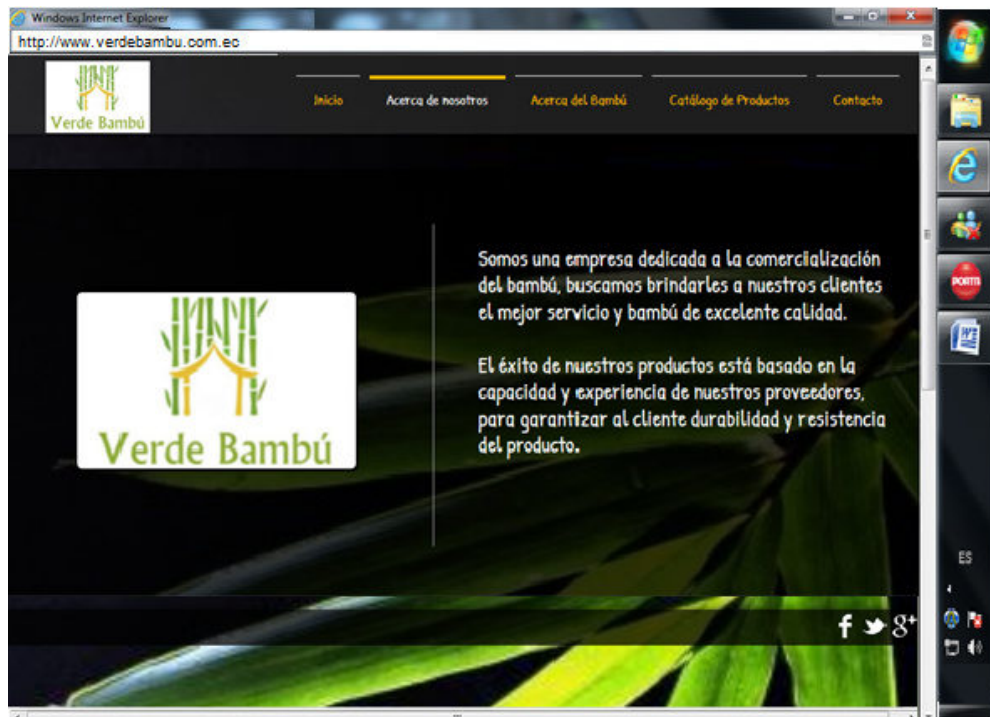 Windows Internet Explorer
http://www.verdebambu.com.ec
Verde Bambú
Inicio Acerca de nosotros Acerca del Bambú Catálogo de Productos Contacto
Somos una empresa dedicada a la comercialización
del bambú, buscamos brindarles a nuestros clientes
el mejor servicio y bambú de excelente calidad.
El éxito de nuestros productos está basado en la
capacidad y experiencia de nuestros proveedores,
para garantizar al cliente durabilidad y resistencia
del producto.
Verde Bambú
ES